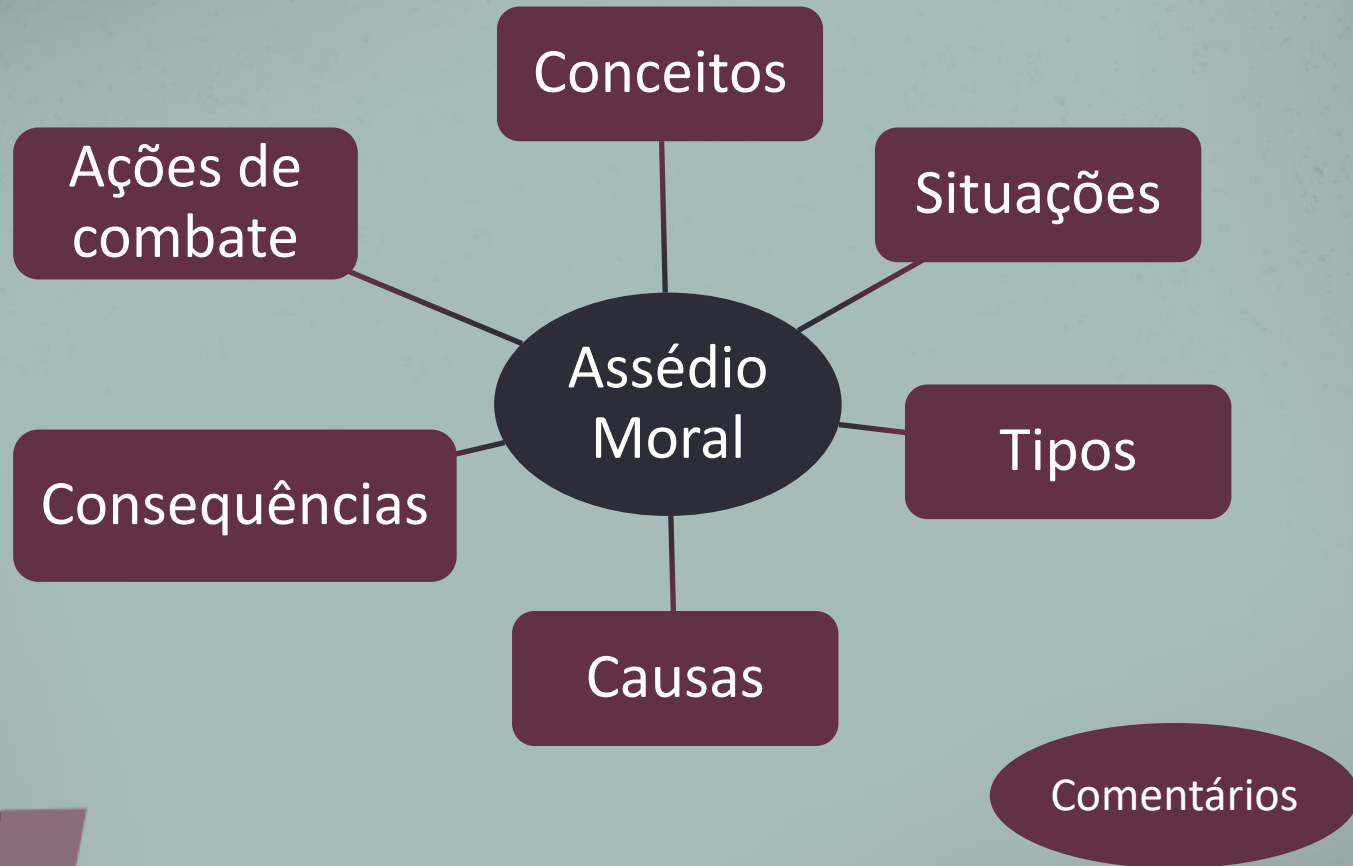 Conceitos
Ações de
combate
Situações
Assédio
Moral
Tipos
Consequências
Causas
Comentários